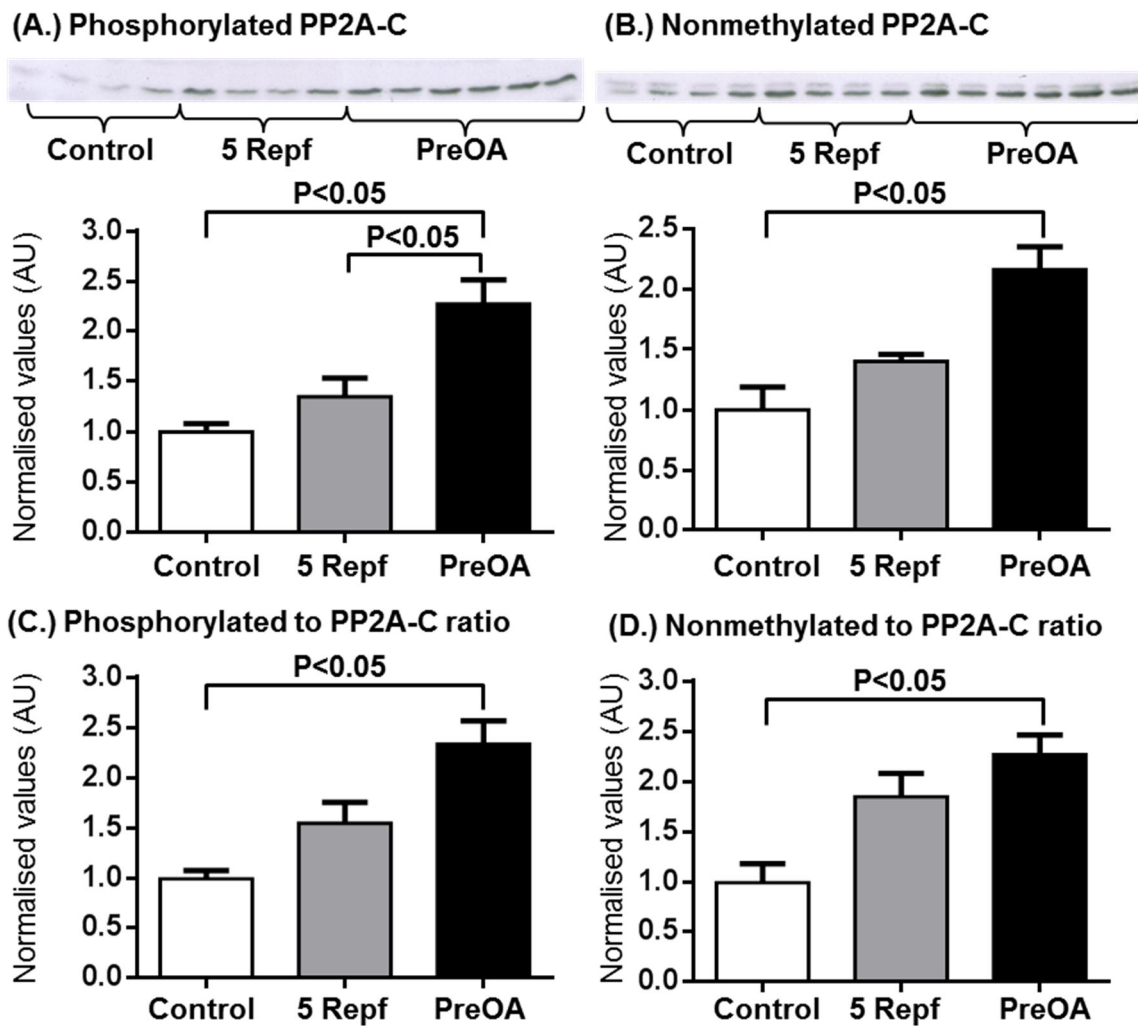 (A.) Phosphorylated PP2A-C
Control 5 Repf PreOA
P<0.05
P<0.05
Normalised values (AU)
3.0
2.5
2.0
1.5
1.0
0.5
0.0
Control 5 Repf PreOA
(B.) Nonmethylated PP2A-C
Control 5 Repf PreOA
P<0.05
Normalised values (AU)
2.5
2.0
1.5
1.0
0.5
0.0
Control 5 Repf PreOA
(C.) Phosphorylated to PP2A-C ratio
P<0.05
Normalised values (AU)
3.0
2.5
2.0
1.5
1.0
0.5
0.0
Control 5 Repf PreOA
(D.) Nonmethylated to PP2A-C ratio
P<0.05
Normalised values (AU)
3.0
2.5
2.0
1.5
1.0
0.5
0.0
Control 5 Repf PreOA